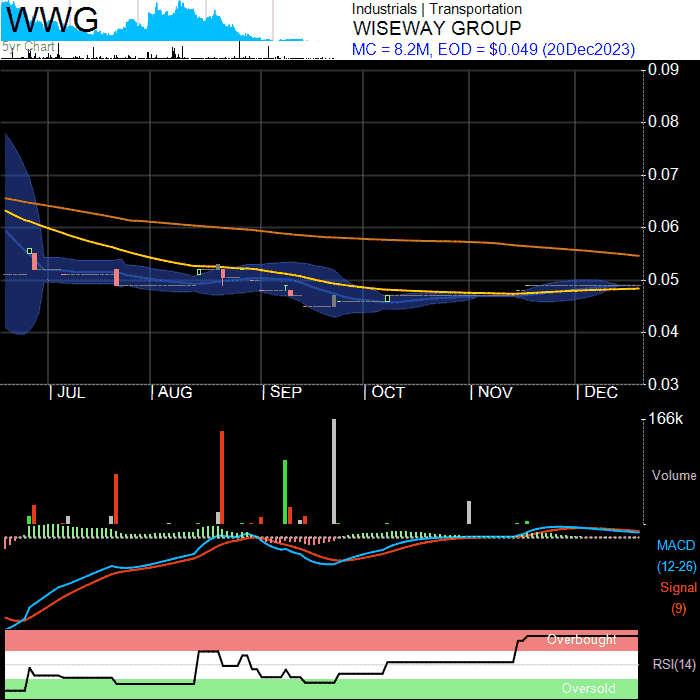 WWG
5yr Chart
Industrials | Transportation
WISEWAY GROUP
MC = 8.2M, EOD = $0.049 (20Dec2023)
0.09
0.08
0.07
0.06
0.05
0.04
0.03
| JUL
| AUG
| SEP
| OCT
| NOV
| DEC
166k
Volume
MACD
(12-26)
Signal
(9)
Overbought
RSI(14)
Oversold